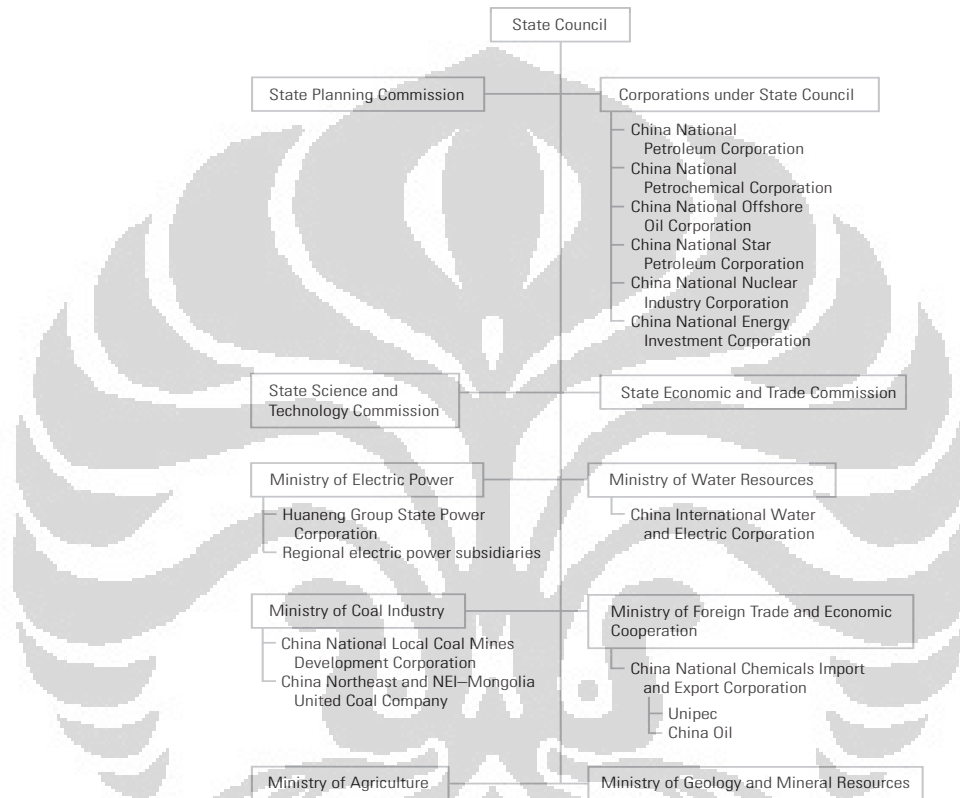 State Council
State Planning Commission
Corporations under State Council
China National
Petroleum Corporation
China National
Petrochemical Corporation
China National Offshore
Oil Corporation
China National Star
Petroleum Corporation
China National Nuclear
Industry Corporation
China National Energy
Investment Corporation
State Science and
Technology Commission
State Economic and Trade Commission
Ministry of Electric Power
Huaneng Group State Power
Corporation
Regional electric power subsidiaries
Ministry of Water Resources
China International Water
and Electric Corporation
Ministry of Coal Industry
China National Local Coal Mines
Development Corporation
China Northeast and NEI–Mongolia
United Coal Company
Ministry of Foreign Trade and Economic
Cooperation
China National Chemicals Import
and Export Corporation
Unipec
China Oil
Ministry of Agriculture
Ministry of Geology and Mineral Resources